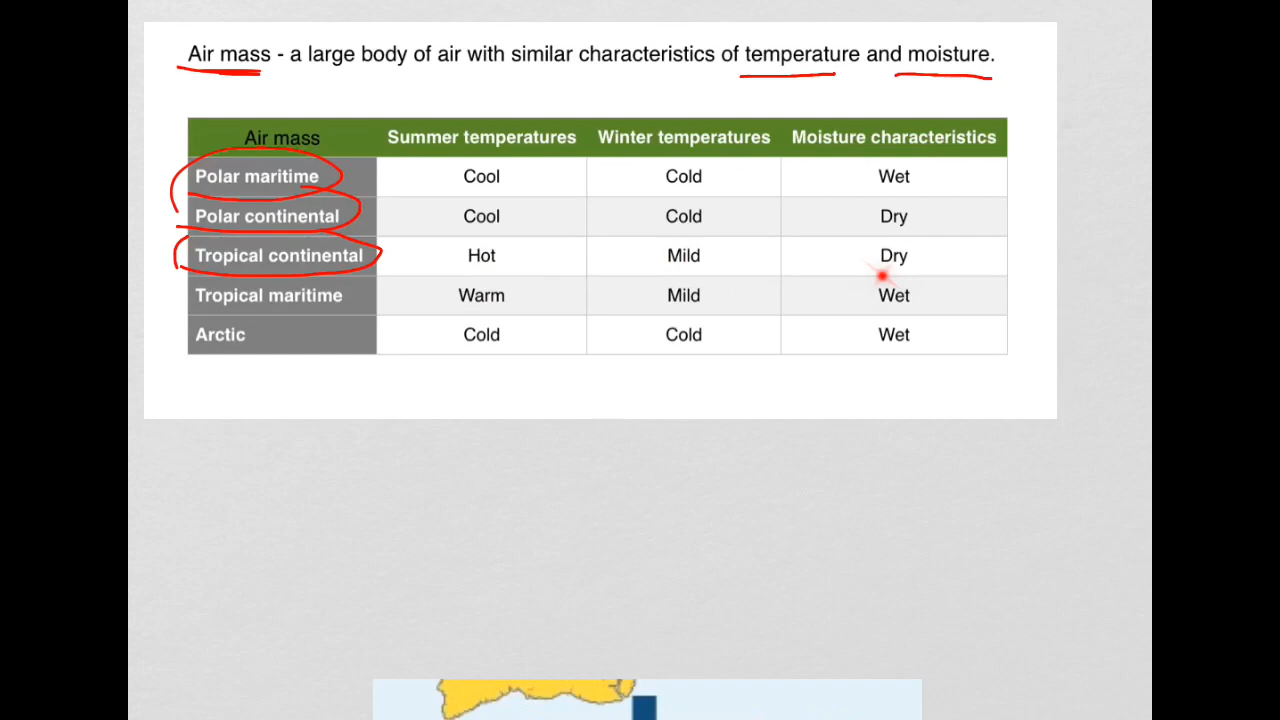 Air mass - a large body of air with similar characteristics of temperature and moisture.
Air mass Summer temperatures Winter temperatures Moisture characteristics
Polar maritime Cool Cold Wet
Polar continental Cool Cold Dry
Tropical continental Hot Mild Dry
Tropical maritime Warm Mild Wet
Arctic Cold Cold Wet